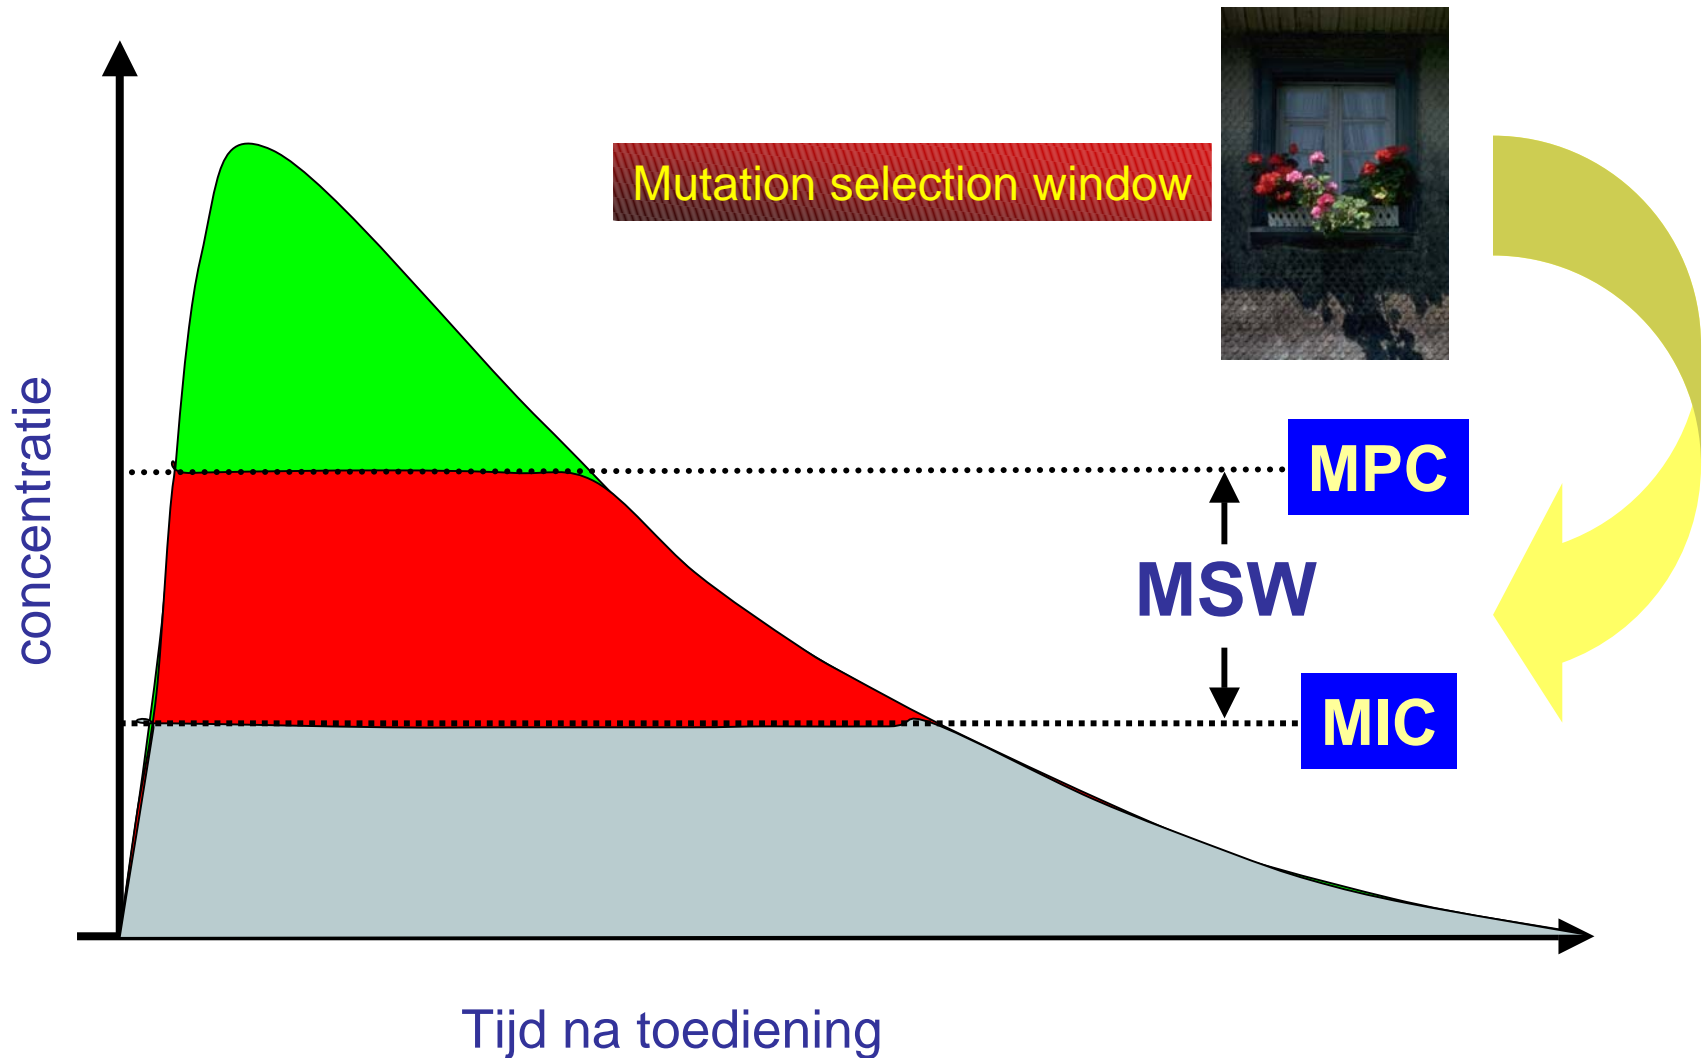 Mutation selection window
concentratie
MPC
MSW
MIC
Tijd na toediening